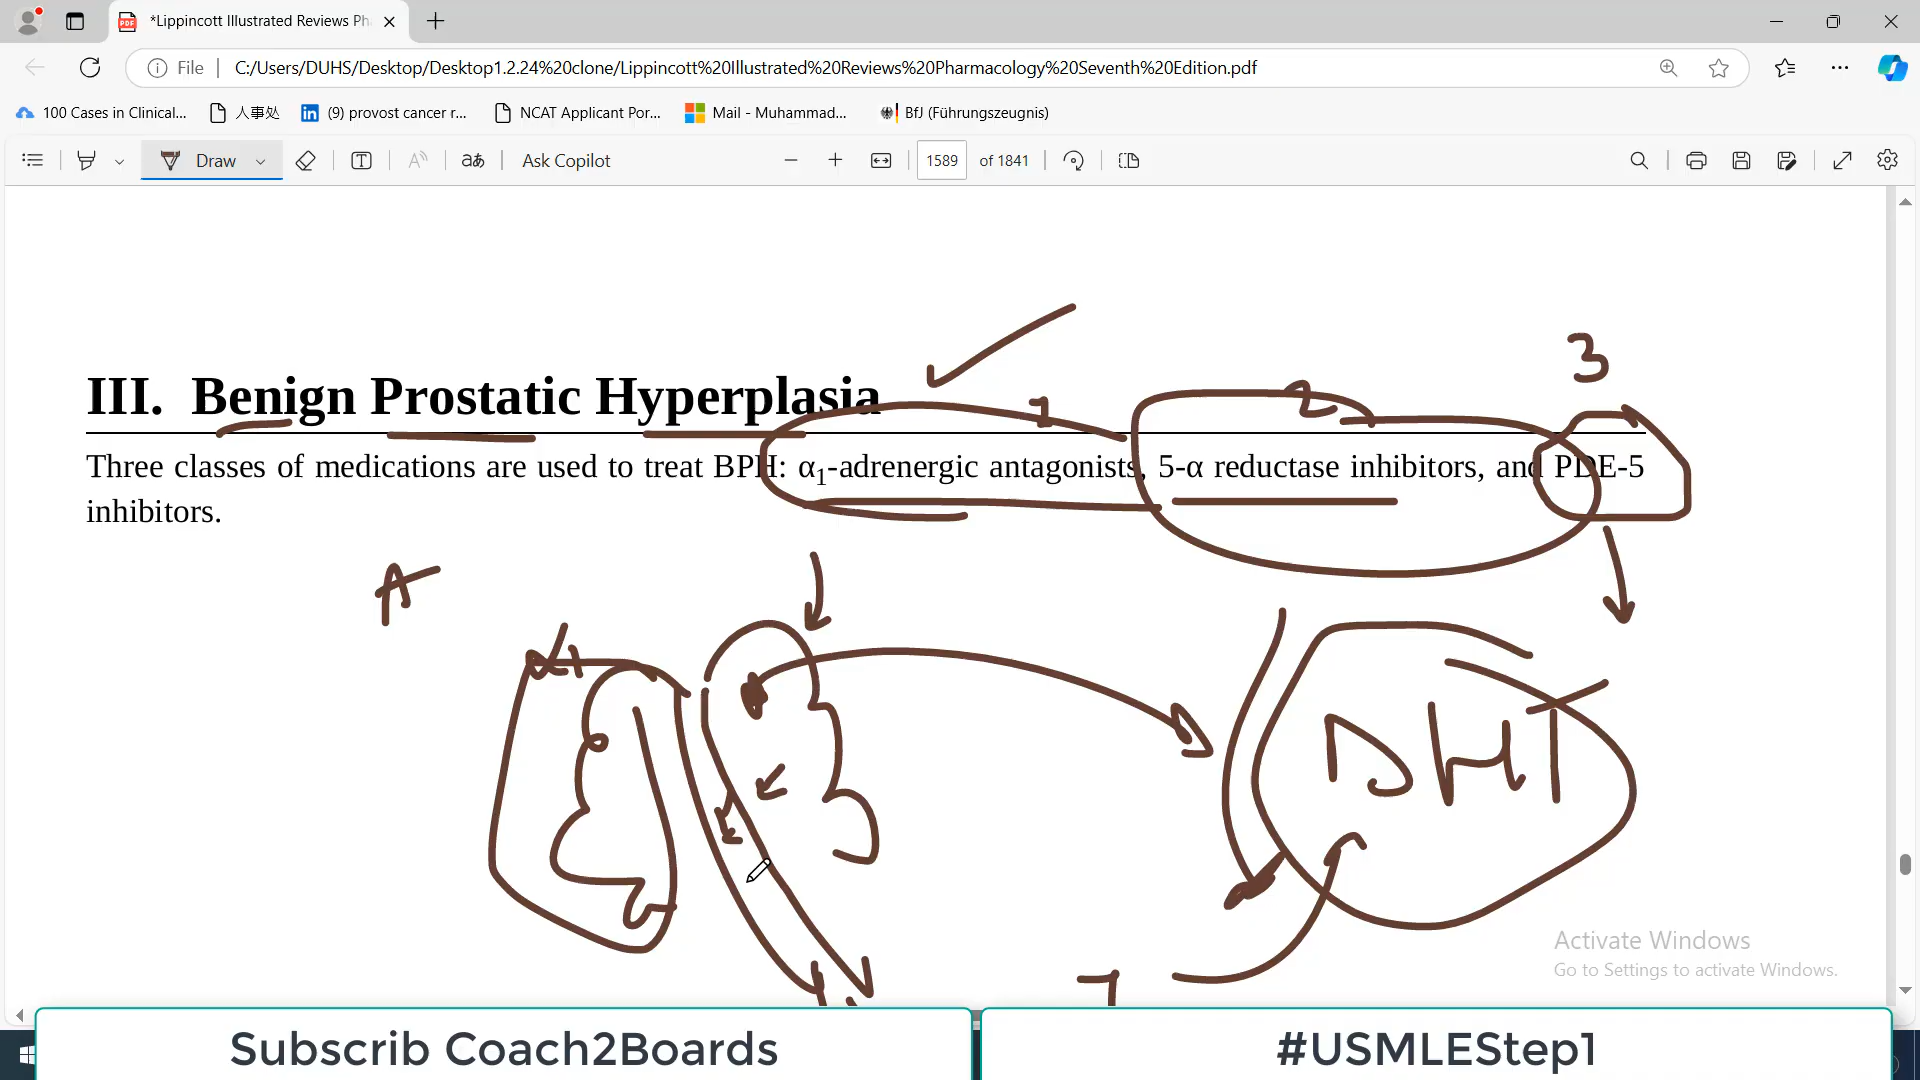 *Lippincott Illustrated Reviews Ph
File
C:/Users/DUHS/Desktop/Desktop1.2.24%20clone/Lippincott%20Illustrated%20Reviews%20Pharmacology%20Seventh%20Edition.pdf
100 Cases in Clinical...
人事处
(9) provost cancer r...
NCAT Applicant Por...
Mail - Muhammad...
BfJ (Führungszeugnis)
Draw
Ask Copilot
1589 of 1841
III. Benign Prostatic Hyperplasia
1
2
3
Three classes of medications are used to treat BPH: α1-adrenergic antagonists, 5-α reductase inhibitors, and PDE-5
inhibitors.
A
α1
DHT
T
Activate Windows
Go to Settings to activate Windows.
Subscrib Coach2Boards
#USMLEStep1